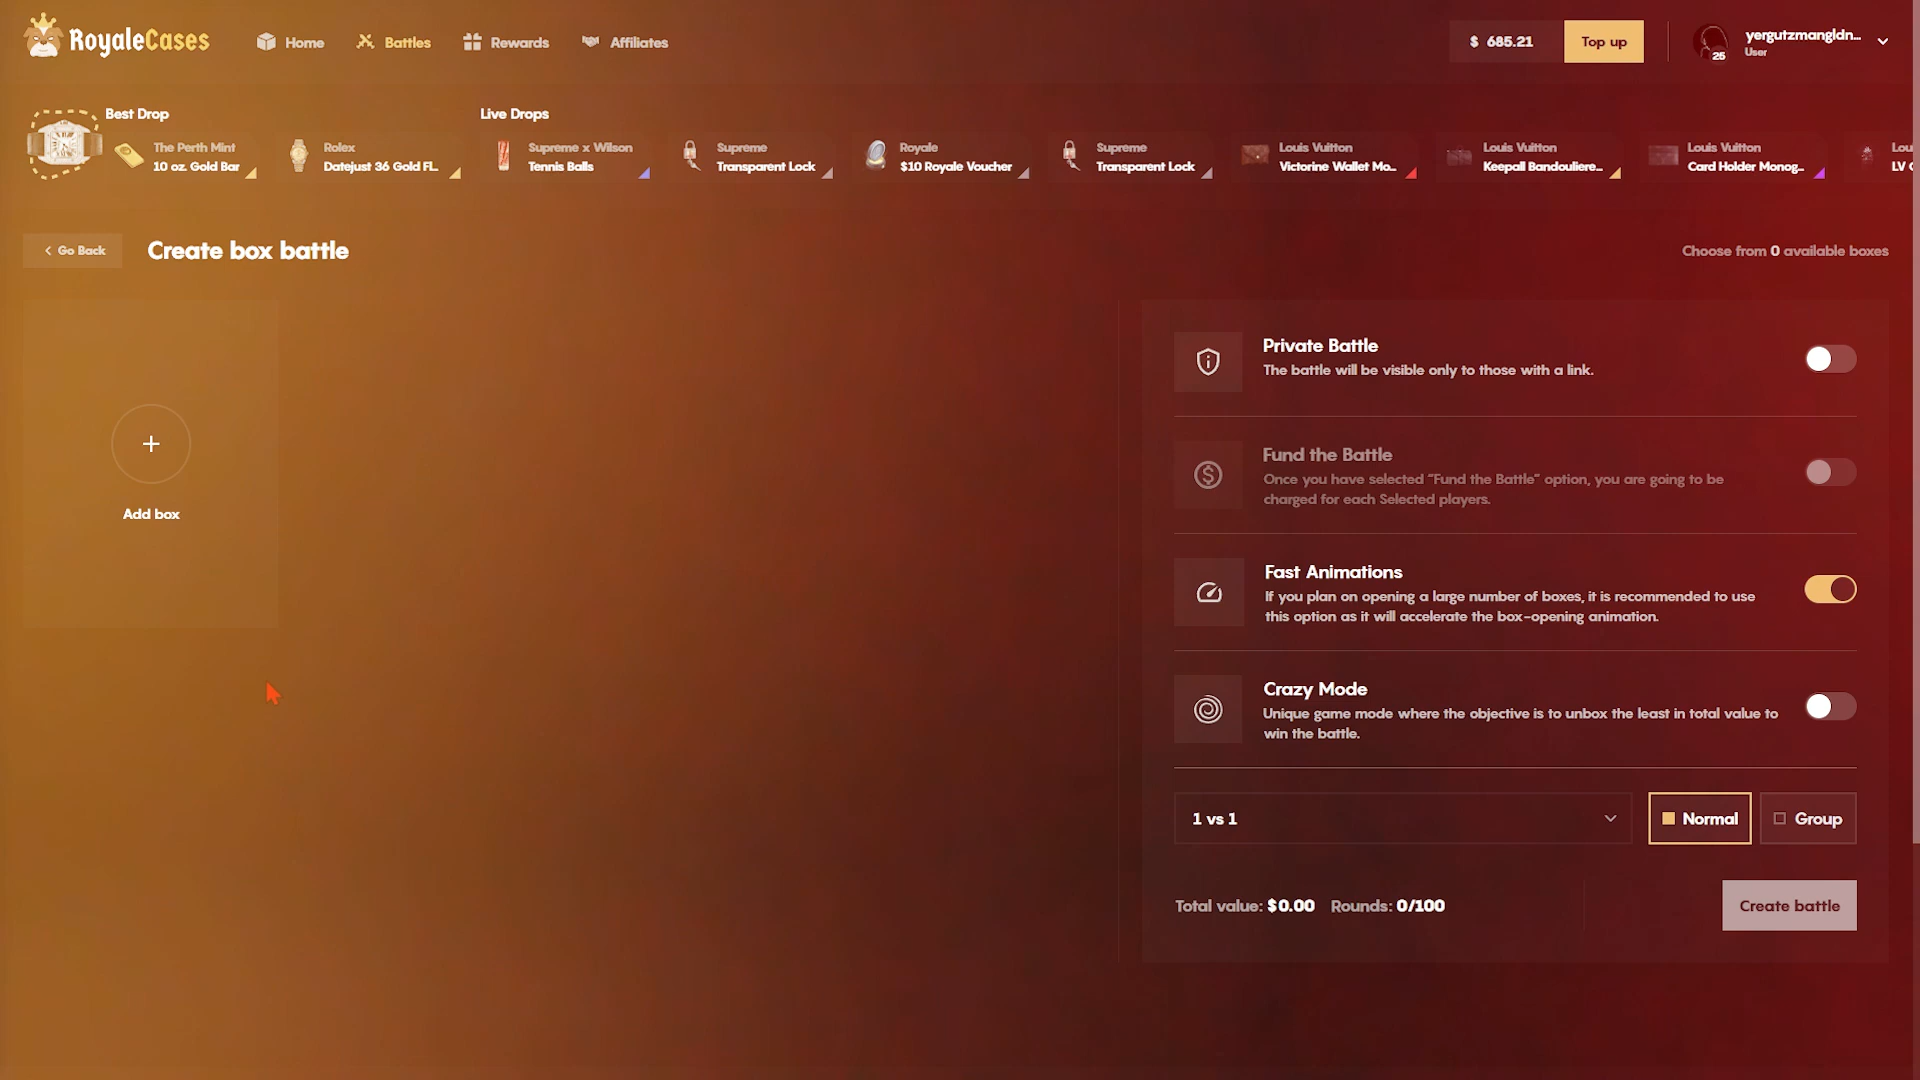 RoyaleCases
Home
Battles
Rewards
Affiliates
$ 685.21
Top up
25
yergutzmangldn...
User
Best Drop
The Perth Mint
10 oz. Gold Bar
Rolex
Datejust 36 Gold FL.
Live Drops
Supreme x Wilson
Tennis Balls
Supreme
Transparent Lock
Royale
$10 Royale Voucher
Supreme
Transparent Lock
Louis Vuitton
Victorine Wallet Mo...
Louis Vuitton
Keepall Bandouliere...
Louis Vuitton
Card Holder Monog...
Lou
LV
Go Back
Create box battle
Choose from 0 available boxes
Add box
Private Battle
The battle will be visible only to those with a link.
Fund the Battle
Once you have selected "Fund the Battle" option, you are going to be
charged for each Selected players.
Fast Animations
If you plan on opening a large number of boxes, it is recommended to use
this option as it will accelerate the box-opening animation.
Crazy Mode
Unique game mode where the objective is to unbox the least in total value to
win the battle.
1 vs 1
Normal
Group
Total value: $0.00 Rounds: 0/100
Create battle